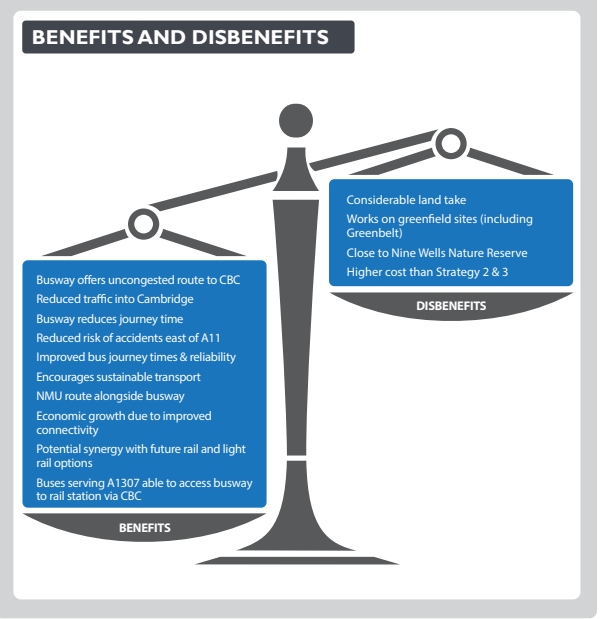 BENEFITS AND DISBENEFITS
Considerable land take
Works on greenfield sites (including
Greenbelt)
Close to Nine Wells Nature Reserve
Higher cost than Strategy 2 & 3
DISBENEFITS
Busway offers uncongested route to CBC
Reduced traffic into Cambridge
Busway reduces journey time
Reduced risk of accidents east of A11
Improved bus journey times & reliability
Encourages sustainable transport
NMU route alongside busway
Economic growth due to improved
connectivity
Potential synergy with future rail and light
rail options
Buses serving A1307 able to access busway
to rail station via CBC
BENEFITS